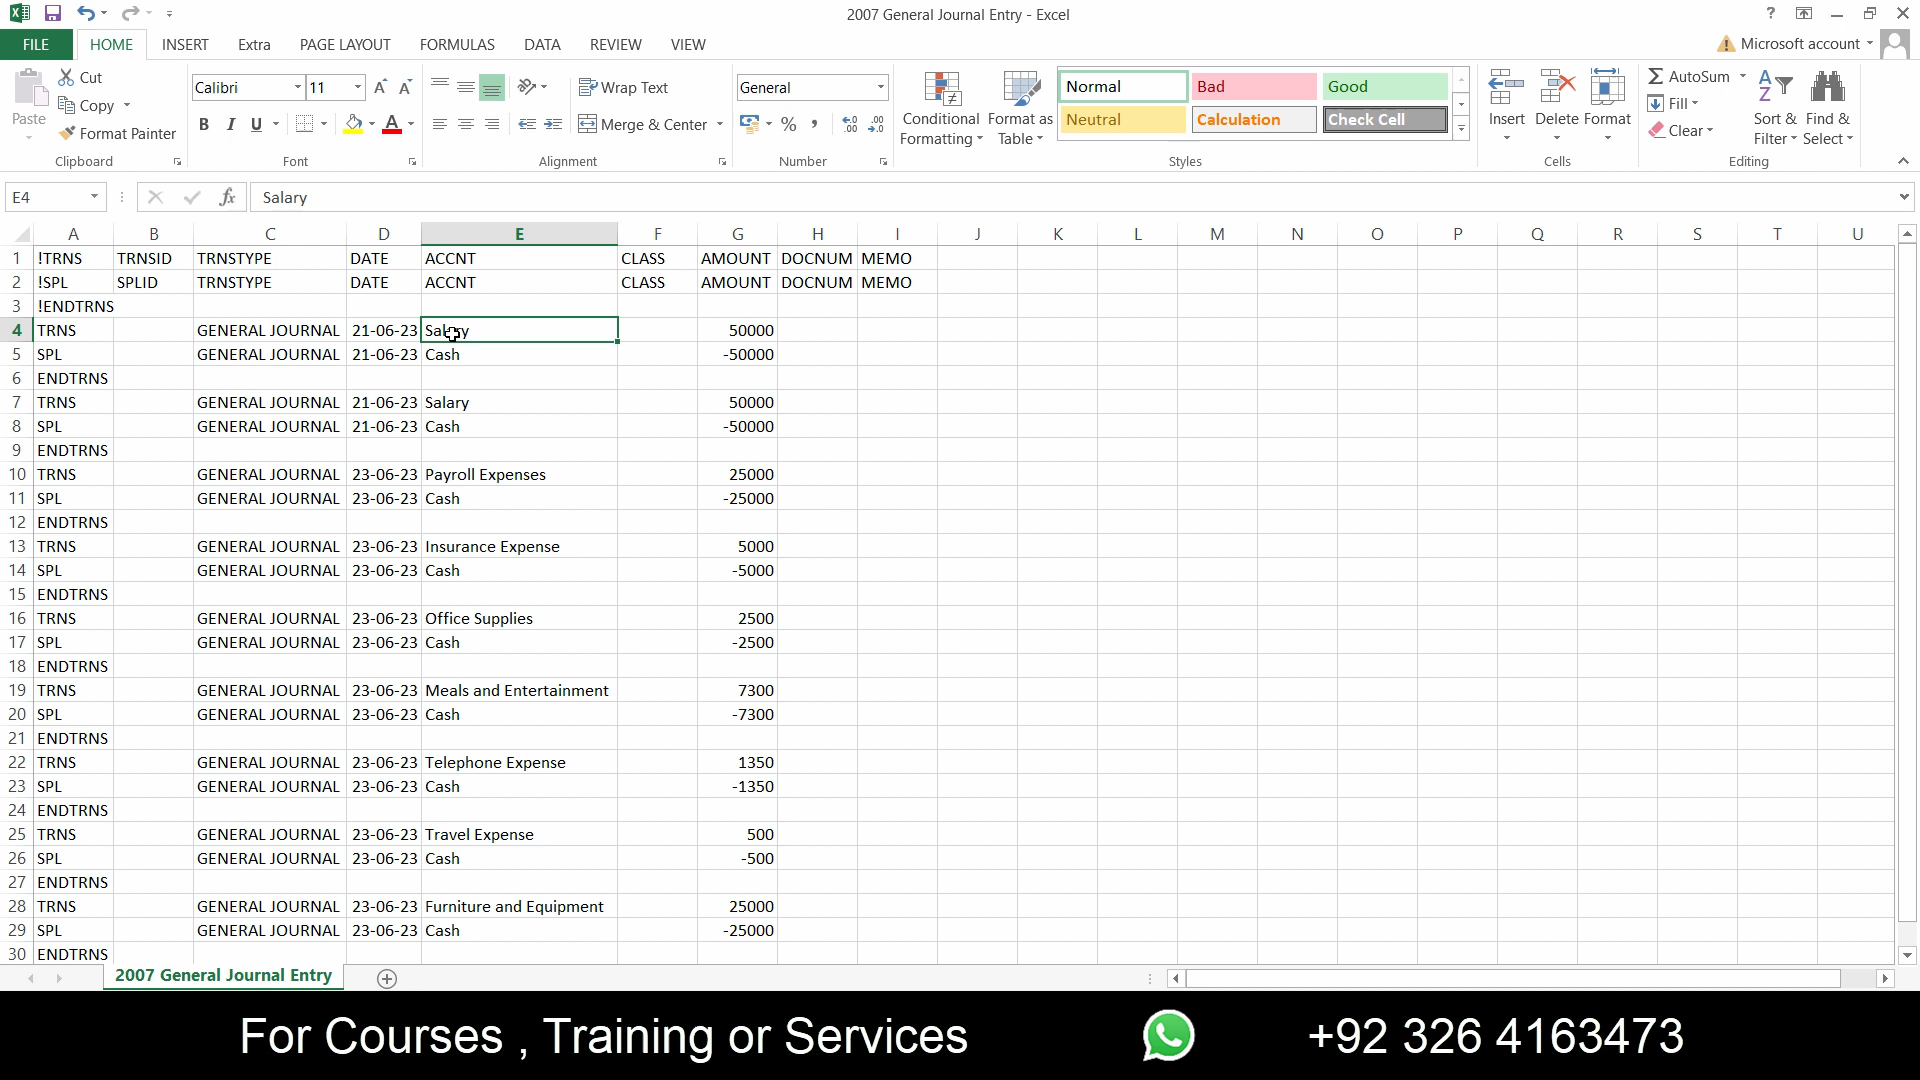 2007 General Journal Entry - Excel
FILE HOME INSERT Extra PAGE LAYOUT FORMULAS DATA REVIEW VIEW Microsoft account
Paste Cut Copy Format Painter Clipboard
Calibri 11 B I U A A A Font
Wrap Text Merge & Center Alignment
General % , Number
Conditional Formatting Format as Table
Normal Bad Good
Neutral Calculation Check Cell
Styles
Insert Delete Format Cells
AutoSum Fill Clear Sort & Filter Find & Select Editing
E4 fx Salary
A B C D E F G H I J K L M N O P Q R S T U
1 !TRNS TRNSID TRNSTYPE DATE ACCNT CLASS AMOUNT DOCNUM MEMO
2 !SPL SPLID TRNSTYPE DATE ACCNT CLASS AMOUNT DOCNUM MEMO
3 !ENDTRNS
4 TRNS GENERAL JOURNAL 21-06-23 Salary 50000
5 SPL GENERAL JOURNAL 21-06-23 Cash -50000
6 ENDTRNS
7 TRNS GENERAL JOURNAL 21-06-23 Salary 50000
8 SPL GENERAL JOURNAL 21-06-23 Cash -50000
9 ENDTRNS
10 TRNS GENERAL JOURNAL 23-06-23 Payroll Expenses 25000
11 SPL GENERAL JOURNAL 23-06-23 Cash -25000
12 ENDTRNS
13 TRNS GENERAL JOURNAL 23-06-23 Insurance Expense 5000
14 SPL GENERAL JOURNAL 23-06-23 Cash -5000
15 ENDTRNS
16 TRNS GENERAL JOURNAL 23-06-23 Office Supplies 2500
17 SPL GENERAL JOURNAL 23-06-23 Cash -2500
18 ENDTRNS
19 TRNS GENERAL JOURNAL 23-06-23 Meals and Entertainment 7300
20 SPL GENERAL JOURNAL 23-06-23 Cash -7300
21 ENDTRNS
22 TRNS GENERAL JOURNAL 23-06-23 Telephone Expense 1350
23 SPL GENERAL JOURNAL 23-06-23 Cash -1350
24 ENDTRNS
25 TRNS GENERAL JOURNAL 23-06-23 Travel Expense 500
26 SPL GENERAL JOURNAL 23-06-23 Cash -500
27 ENDTRNS
28 TRNS GENERAL JOURNAL 23-06-23 Furniture and Equipment 25000
29 SPL GENERAL JOURNAL 23-06-23 Cash -25000
30 ENDTRNS
2007 General Journal Entry
For Courses , Training or Services +92 326 4163473